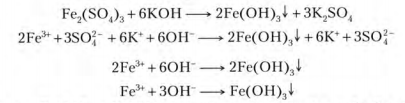 Fe₂(SO₄)₃ + 6KOH ⟶ 2Fe(OH)₃↓ + 3K₂SO₄
2Fe³⁺ + 3SO₄²⁻ + 6K⁺ + 6OH⁻ ⟶ 2Fe(OH)₃↓ + 6K⁺ + 3SO₄²⁻
2Fe³⁺ + 6OH⁻ ⟶ 2Fe(OH)₃↓
Fe³⁺ + 3OH⁻ ⟶ Fe(OH)₃↓